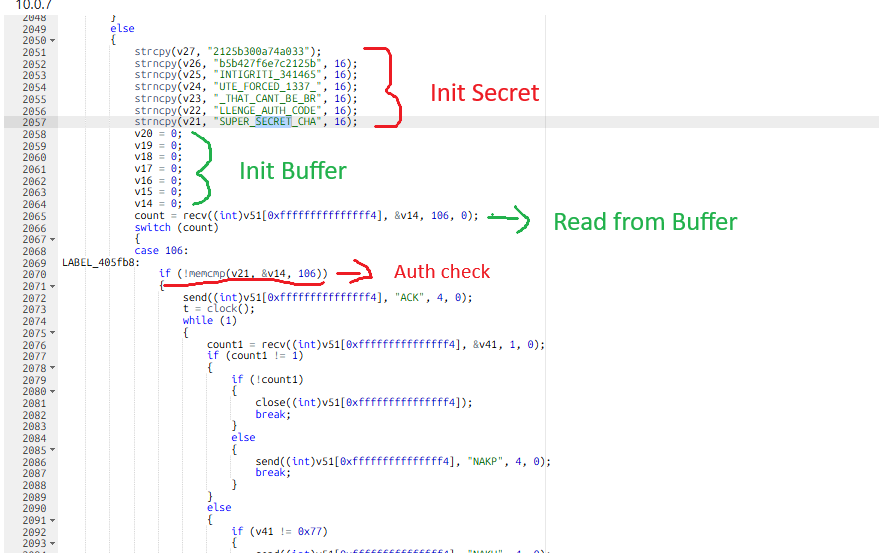 10.0.7
2048 }
2049 else
2050 {
2051 strcpy(v27, "2125b300a74a033");
2052 strncpy(v26, "b5b427f6e7c2125b", 16);
2053 strncpy(v25, "INTIGRITI_341465", 16);
2054 strncpy(v24, "UTE_FORCED_1337_", 16);
2055 strncpy(v23, "_THAT_CANT_BE_BR", 16);
2056 strncpy(v22, "LLENGE_AUTH_CODE", 16);
2057 strncpy(v21, "SUPER_SECRET_CHA", 16);
Init Secret
2058 v20 = 0;
2059 v19 = 0;
2060 v18 = 0;
2061 v17 = 0;
2062 v16 = 0;
2063 v15 = 0;
2064 v14 = 0;
Init Buffer
2065 count = recv((int)v51[0xfffffffffffffff4], &v14, 106, 0);
Read from Buffer
2066 switch (count)
2067 {
2068 case 106:
2069 LABEL_405fb8:
2070 if (!memcmp(v21, &v14, 106))
Auth check
2071 {
2072 send((int)v51[0xfffffffffffffff4], "ACK", 4, 0);
2073 t = clock();
2074 while (1)
2075 {
2076 count1 = recv((int)v51[0xfffffffffffffff4], &v41, 1, 0);
2077 if (count1 != 1)
2078 {
2079 if (!count1)
2080 {
2081 close((int)v51[0xfffffffffffffff4]);
2082 break;
2083 }
2084 else
2085 {
2086 send((int)v51[0xfffffffffffffff4], "NAKP", 4, 0);
2087 break;
2088 }
2089 }
2090 else
2091 {
2092 if (v41 != 0x77)
2093 {